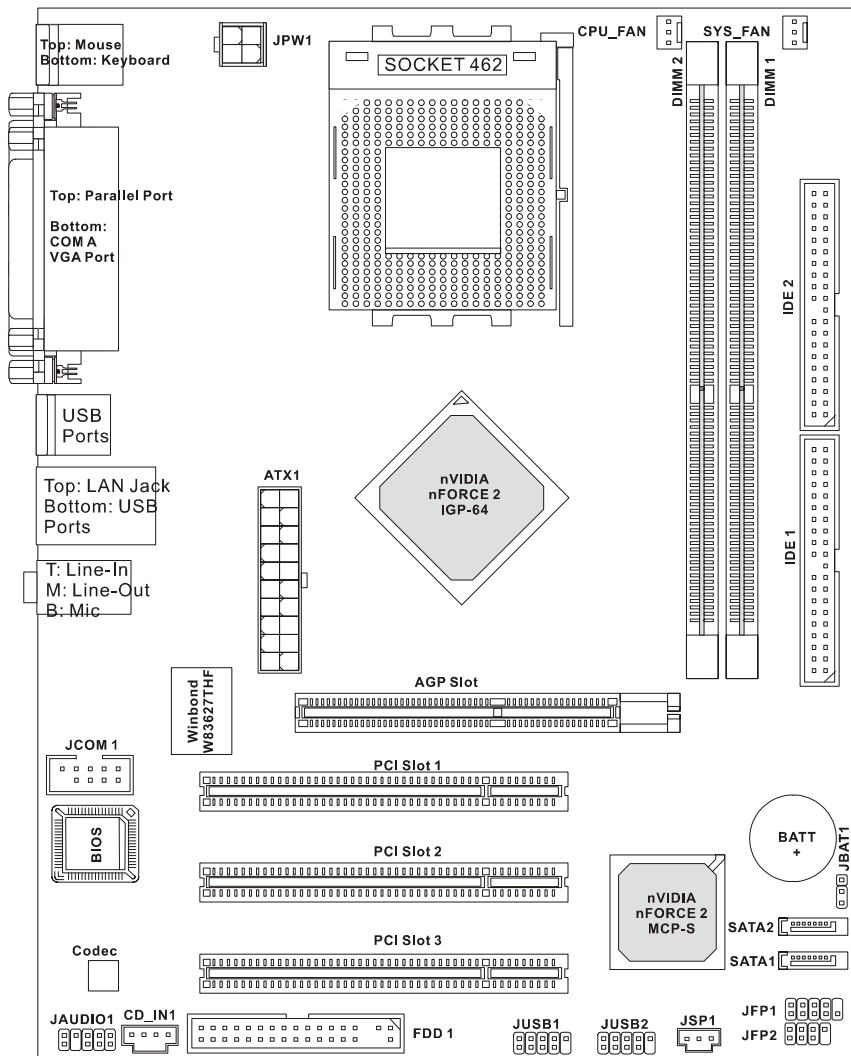 Top: Mouse
Bottom: Keyboard
JPW1
CPU_FAN
SYS_FAN
SOCKET 462
DIMM 2
DIMM 1
Top: Parallel Port
Bottom:
COM A
VGA Port
IDE 2
USB
Ports
Top: LAN Jack
Bottom: USB
Ports
ATX1
nVIDIA
nFORCE 2
IGP-64
IDE 1
T: Line-In
M: Line-Out
B: Mic
Winbond
W83627THF
AGP Slot
JCOM 1
PCI Slot 1
BIOS
BATT
+
JBAT1
PCI Slot 2
nVIDIA
nFORCE 2
MCP-S
SATA2
Codec
PCI Slot 3
SATA1
JAUDIO1
CD_IN1
FDD 1
JUSB1
JUSB2
JSP1
JFP1
JFP2